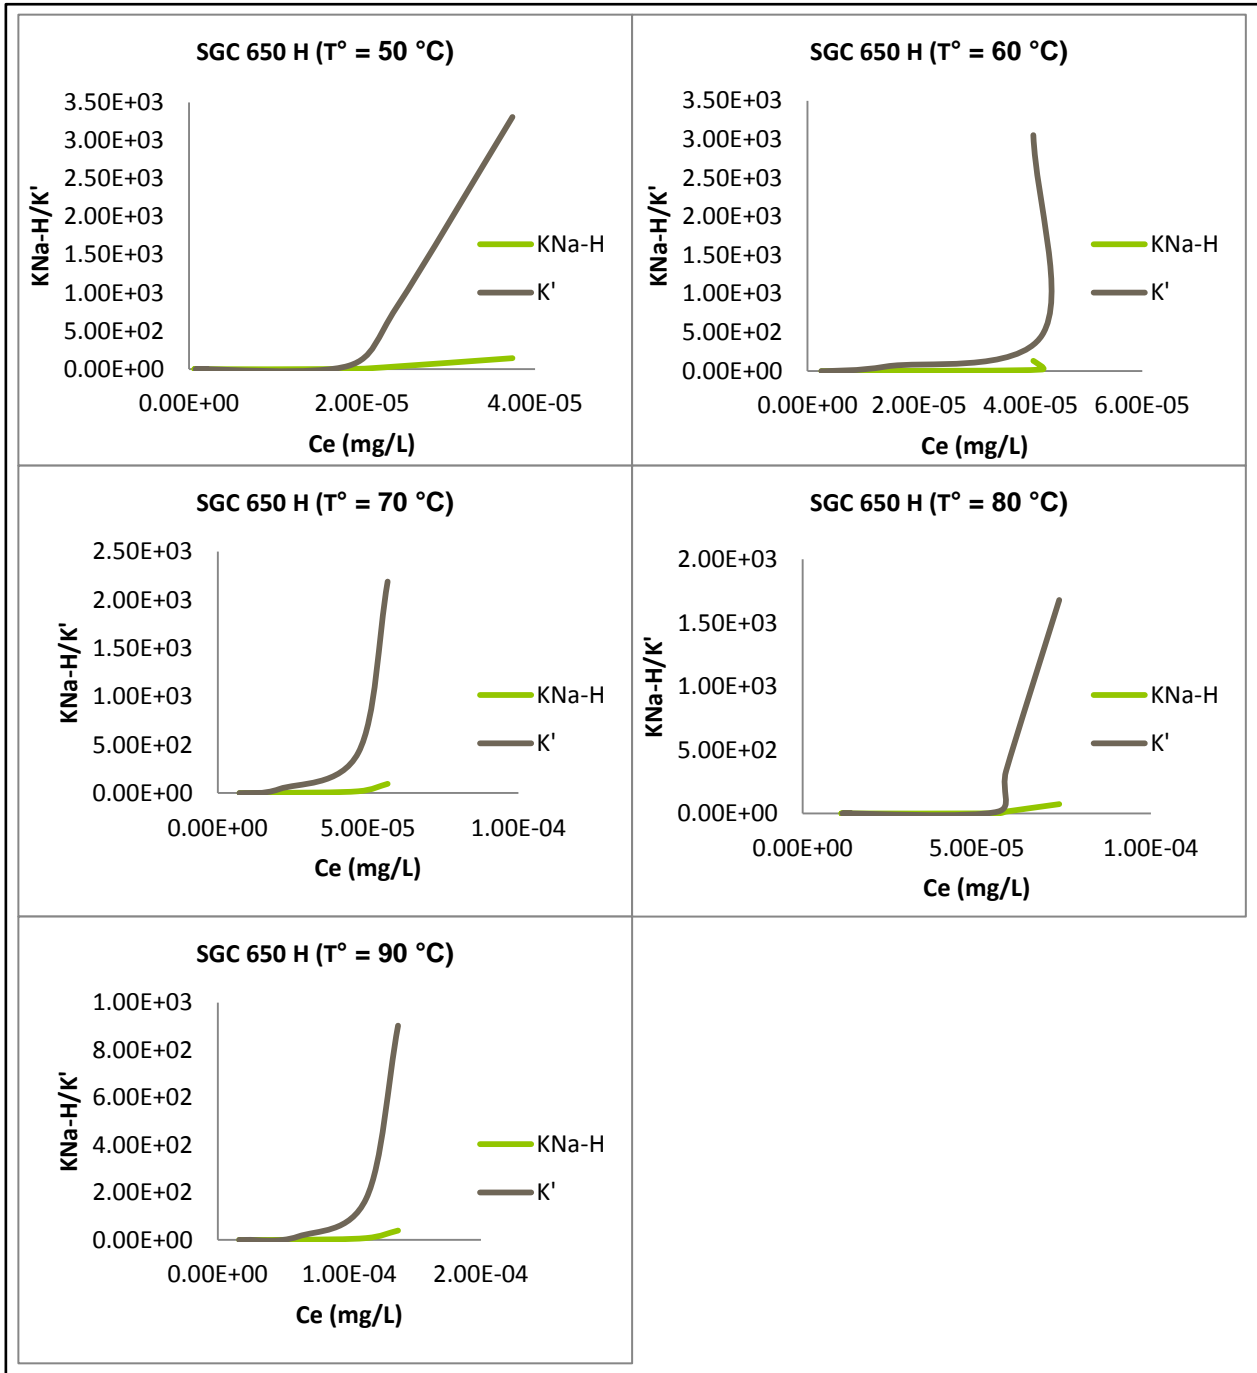 SGC 650 H (T° = 50 °C)
3.50E+03
3.00E+03
2.50E+03
2.00E+03
1.50E+03
1.00E+03
5.00E+02
0.00E+00
KNa-H/K'
0.00E+00 2.00E-05 4.00E-05
Ce (mg/L)
KNa-H
K'
SGC 650 H (T° = 60 °C)
3.50E+03
3.00E+03
2.50E+03
2.00E+03
1.50E+03
1.00E+03
5.00E+02
0.00E+00
KNa-H/K'
0.00E+00 2.00E-05 4.00E-05 6.00E-05
Ce (mg/L)
KNa-H
K'
SGC 650 H (T° = 70 °C)
2.50E+03
2.00E+03
1.50E+03
1.00E+03
5.00E+02
0.00E+00
KNa-H/K'
0.00E+00 5.00E-05 1.00E-04
Ce (mg/L)
KNa-H
K'
SGC 650 H (T° = 80 °C)
2.00E+03
1.50E+03
1.00E+03
5.00E+02
0.00E+00
KNa-H/K'
0.00E+00 5.00E-05 1.00E-04
Ce (mg/L)
KNa-H
K'
SGC 650 H (T° = 90 °C)
1.00E+03
8.00E+02
6.00E+02
4.00E+02
2.00E+02
0.00E+00
KNa-H/K'
0.00E+00 1.00E-04 2.00E-04
Ce (mg/L)
KNa-H
K'